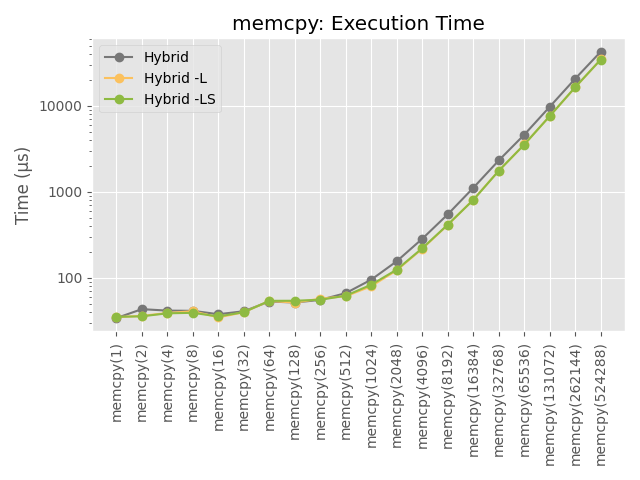 memcpy: Execution Time
Hybrid
Hybrid -L
Hybrid -LS
Time (µs)
10000
1000
100
memcpy(1)
memcpy(2)
memcpy(4)
memcpy(8)
memcpy(16)
memcpy(32)
memcpy(64)
memcpy(128)
memcpy(256)
memcpy(512)
memcpy(1024)
memcpy(2048)
memcpy(4096)
memcpy(8192)
memcpy(16384)
memcpy(32768)
memcpy(65536)
memcpy(131072)
memcpy(262144)
memcpy(524288)